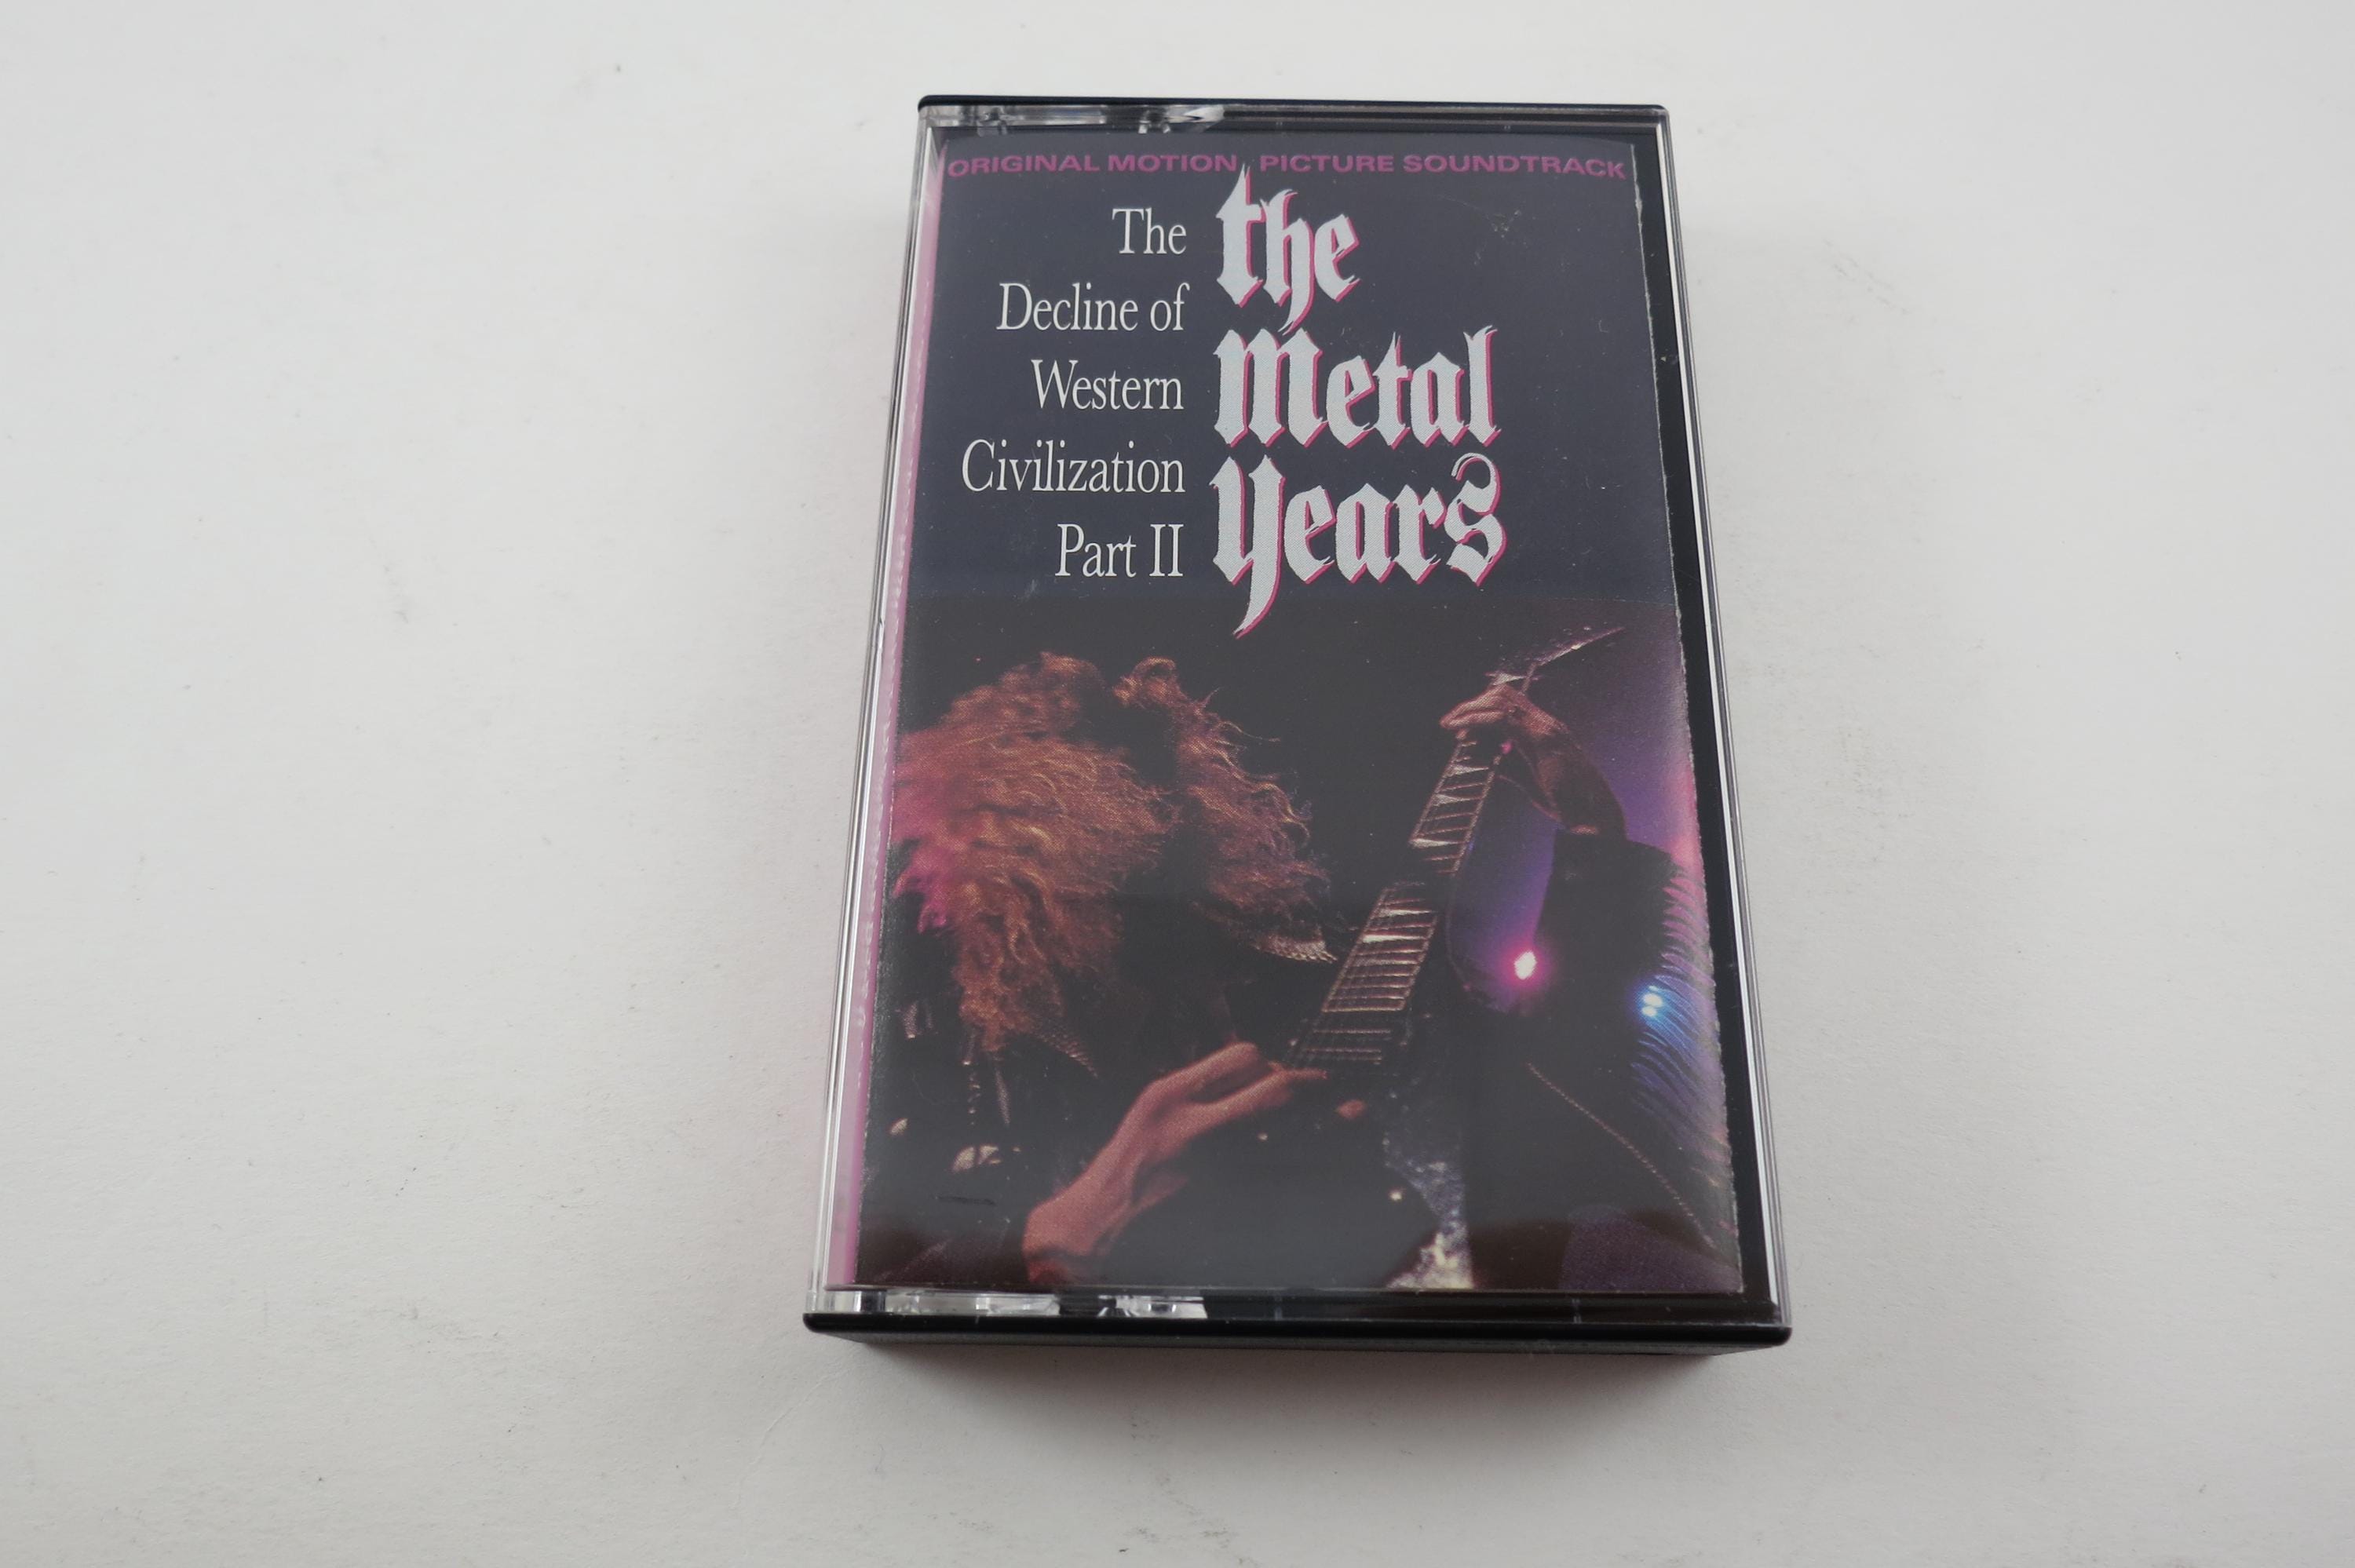 ORIGINAL MOTION PICTURE SOUNDTRACK
The
Decline of
Western
Civilization
Part II
the
Metal
Years